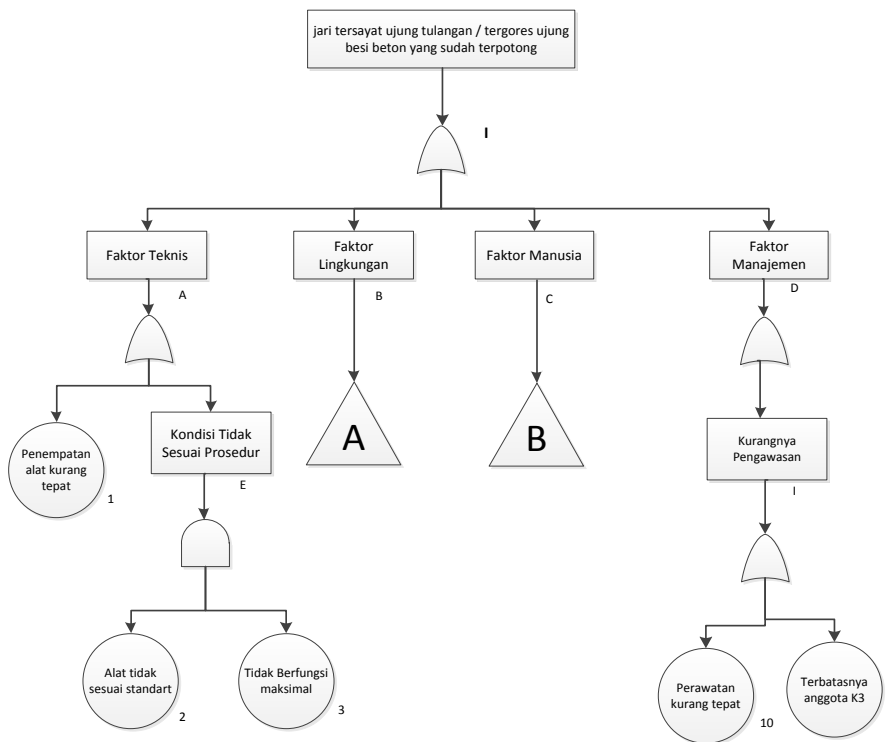 jari tersayat ujung tulangan / tergores ujung
besi beton yang sudah terpotong
I
Faktor Teknis
A
Faktor
Lingkungan
B
Faktor Manusia
C
Faktor
Manajemen
D
Penempatan
alat kurang
tepat
1
Kondisi Tidak
Sesuai Prosedur
E
A
B
Kurangnya
Pengawasan
I
Alat tidak
sesuai standart
2
Tidak Berfungsi
maksimal
3
Perawatan
kurang tepat
10
Terbatasnya
anggota K3